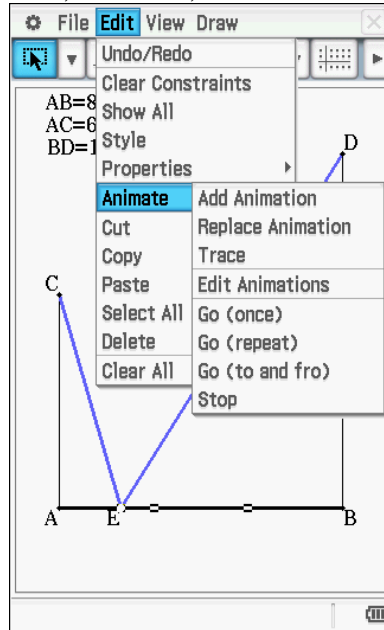 File Edit View Draw
Undo/Redo
Clear Constraints
Show All
Style
Properties
Animate
Cut
Copy
Paste
Select All
Delete
Clear All
Add Animation
Replace Animation
Trace
Edit Animations
Go (once)
Go (repeat)
Go (to and fro)
Stop
AB=8
AC=6
BD=1
D
C
A
E
B